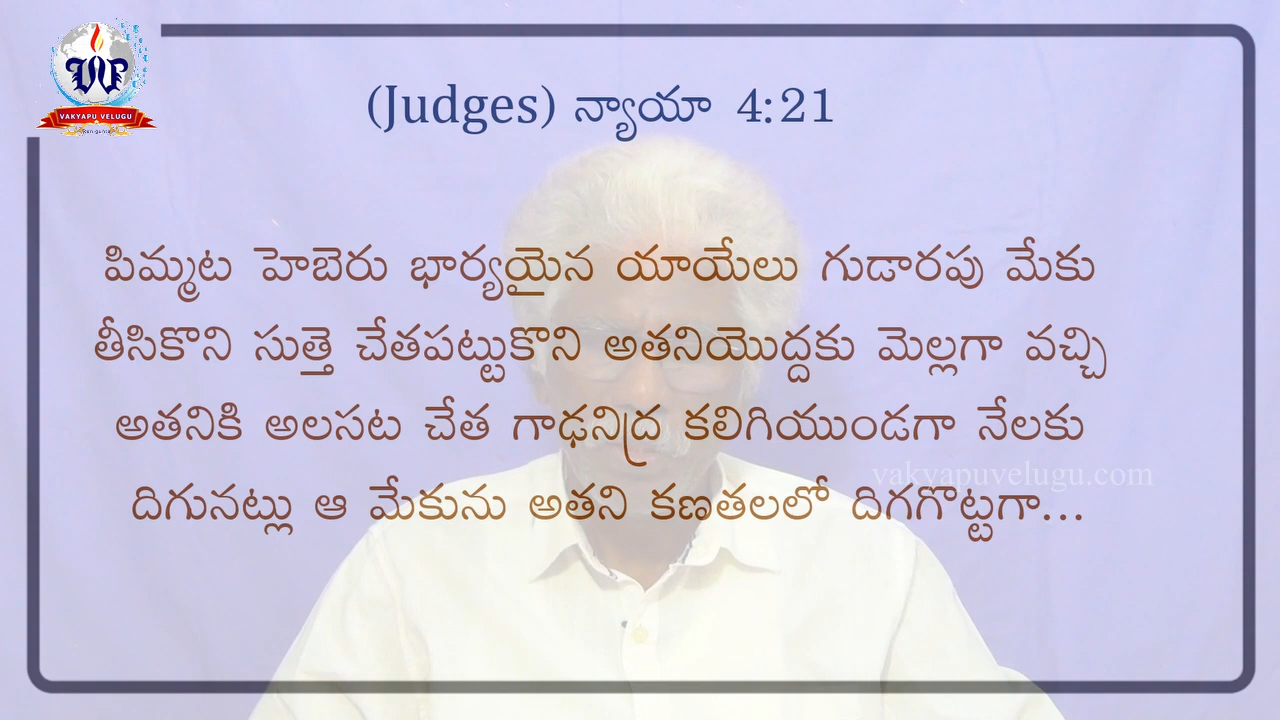 VAKYAPU VELUGU
(Judges) న్యాయా 4:21
పిమ్మట హెబెరు భార్యయైన యాయేలు గుడారపు మేకు
తీసికొని సుత్తె చేతపట్టుకొని అతనియొద్దకు మెల్లగా వచ్చి
అతనికి అలసట చేత గాఢనిద్ర కలిగియుండగా నేలకు
vakyapuvelugu.com
దిగునట్లు ఆ మేకును అతని కణతలలో దిగగొట్టగా...